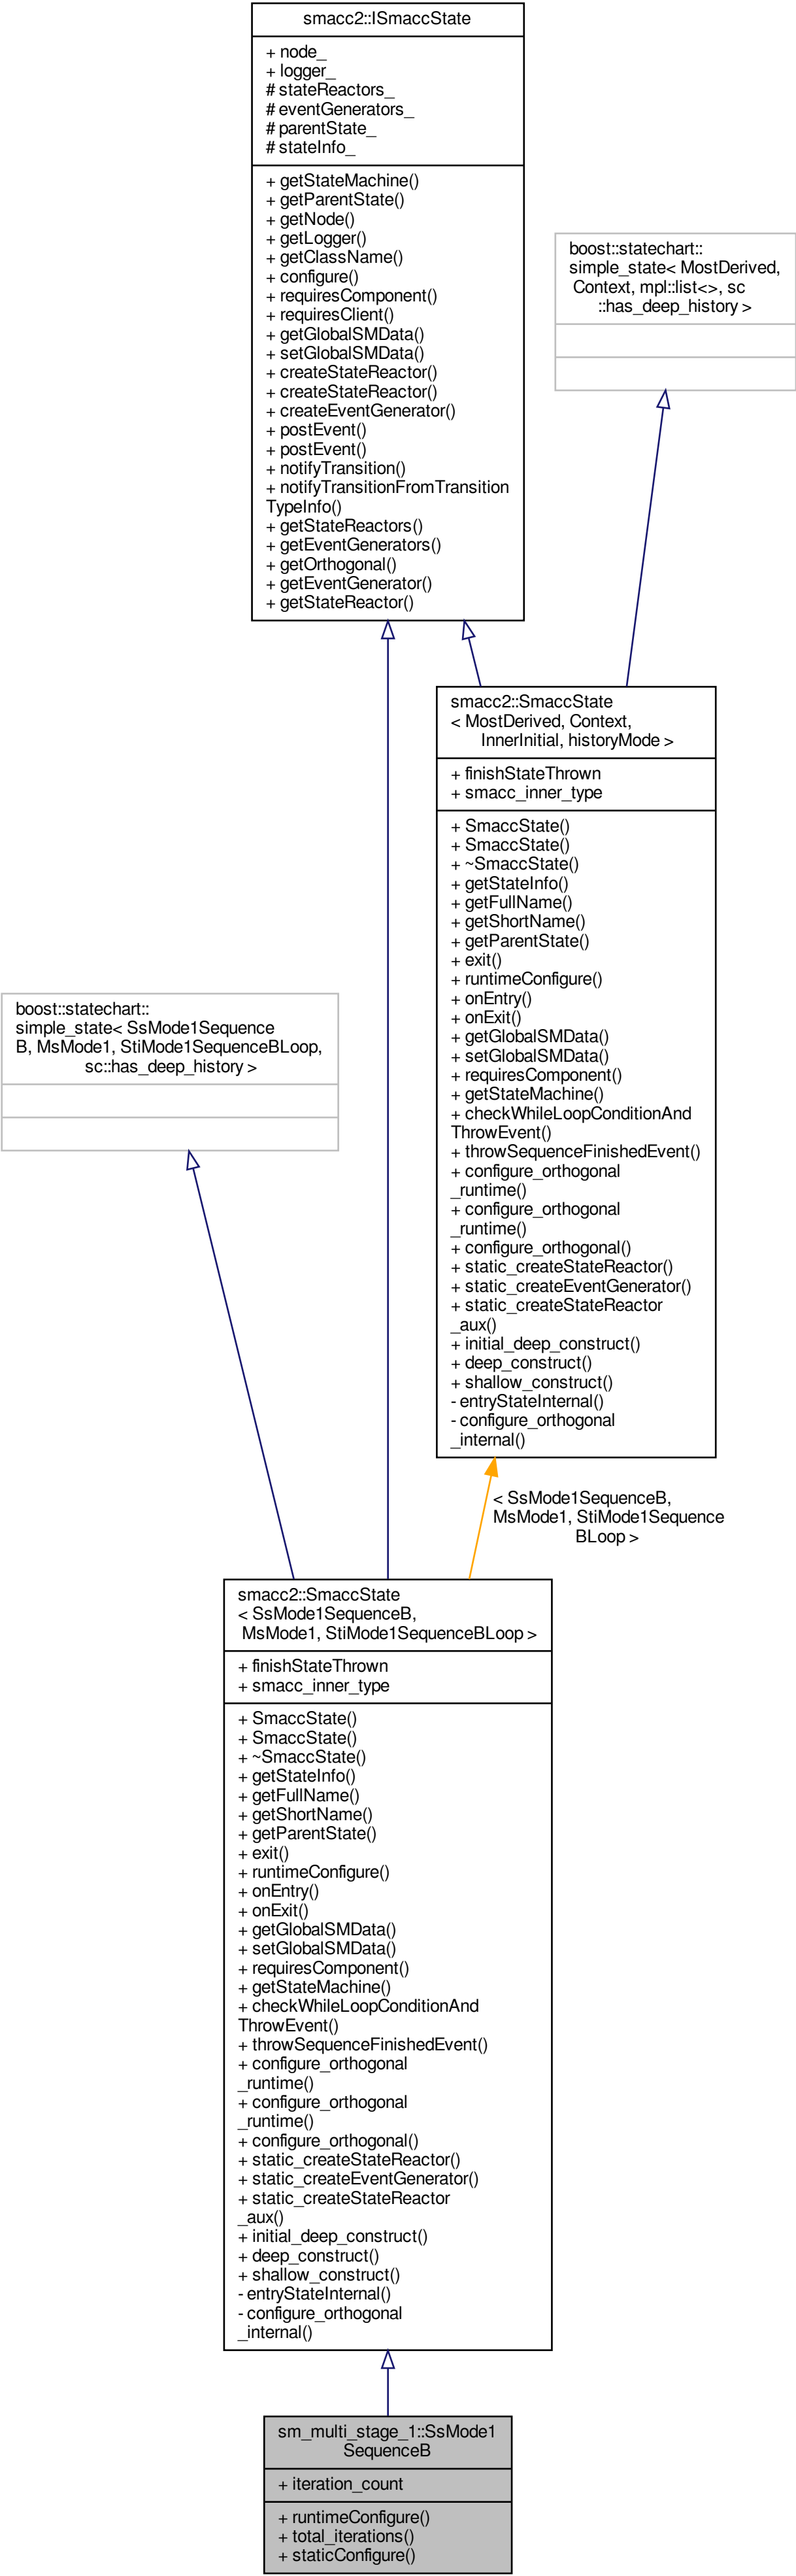 smacc2::ISmaccState
+ node_
+ logger_
# stateReactors_
# eventGenerators_
# parentState_
# stateInfo_
+ getStateMachine()
+ getParentState()
+ getNode()
+ getLogger()
+ getClassName()
+ configure()
+ requiresComponent()
+ requiresClient()
+ getGlobalSMData()
+ setGlobalSMData()
+ createStateReactor()
+ createStateReactor()
+ createEventGenerator()
+ postEvent()
+ postEvent()
+ notifyTransition()
+ notifyTransitionFromTransition
TypeInfo()
+ getStateReactors()
+ getEventGenerators()
+ getOrthogonal()
+ getEventGenerator()
+ getStateReactor()
boost::statechart::
simple_state< MostDerived,
Context, mpl::list<>, sc
::has_deep_history >
smacc2::SmaccState
< MostDerived, Context,
InnerInitial, historyMode >
+ finishStateThrown
+ smacc_inner_type
+ SmaccState()
+ SmaccState()
+ ~SmaccState()
+ getStateInfo()
+ getFullName()
+ getShortName()
+ getParentState()
+ exit()
+ runtimeConfigure()
+ onEntry()
+ onExit()
+ getGlobalSMData()
+ setGlobalSMData()
+ requiresComponent()
+ getStateMachine()
+ checkWhileLoopConditionAnd
ThrowEvent()
+ throwSequenceFinishedEvent()
+ configure_orthogonal
_runtime()
+ configure_orthogonal
_runtime()
+ configure_orthogonal()
+ static_createStateReactor()
+ static_createEventGenerator()
+ static_createStateReactor
_aux()
+ initial_deep_construct()
+ deep_construct()
+ shallow_construct()
- entryStateInternal()
- configure_orthogonal
_internal()
boost::statechart::
simple_state< SsMode1Sequence
B, MsMode1, StiMode1SequenceBLoop,
sc::has_deep_history >
< SsMode1SequenceB,
MsMode1, StiMode1Sequence
BLoop >
smacc2::SmaccState
< SsMode1SequenceB,
MsMode1, StiMode1SequenceBLoop >
+ finishStateThrown
+ smacc_inner_type
+ SmaccState()
+ SmaccState()
+ ~SmaccState()
+ getStateInfo()
+ getFullName()
+ getShortName()
+ getParentState()
+ exit()
+ runtimeConfigure()
+ onEntry()
+ onExit()
+ getGlobalSMData()
+ setGlobalSMData()
+ requiresComponent()
+ getStateMachine()
+ checkWhileLoopConditionAnd
ThrowEvent()
+ throwSequenceFinishedEvent()
+ configure_orthogonal
_runtime()
+ configure_orthogonal
_runtime()
+ configure_orthogonal()
+ static_createStateReactor()
+ static_createEventGenerator()
+ static_createStateReactor
_aux()
+ initial_deep_construct()
+ deep_construct()
+ shallow_construct()
- entryStateInternal()
- configure_orthogonal
_internal()
sm_multi_stage_1::SsMode1
SequenceB
+ iteration_count
+ runtimeConfigure()
+ total_iterations()
+ staticConfigure()